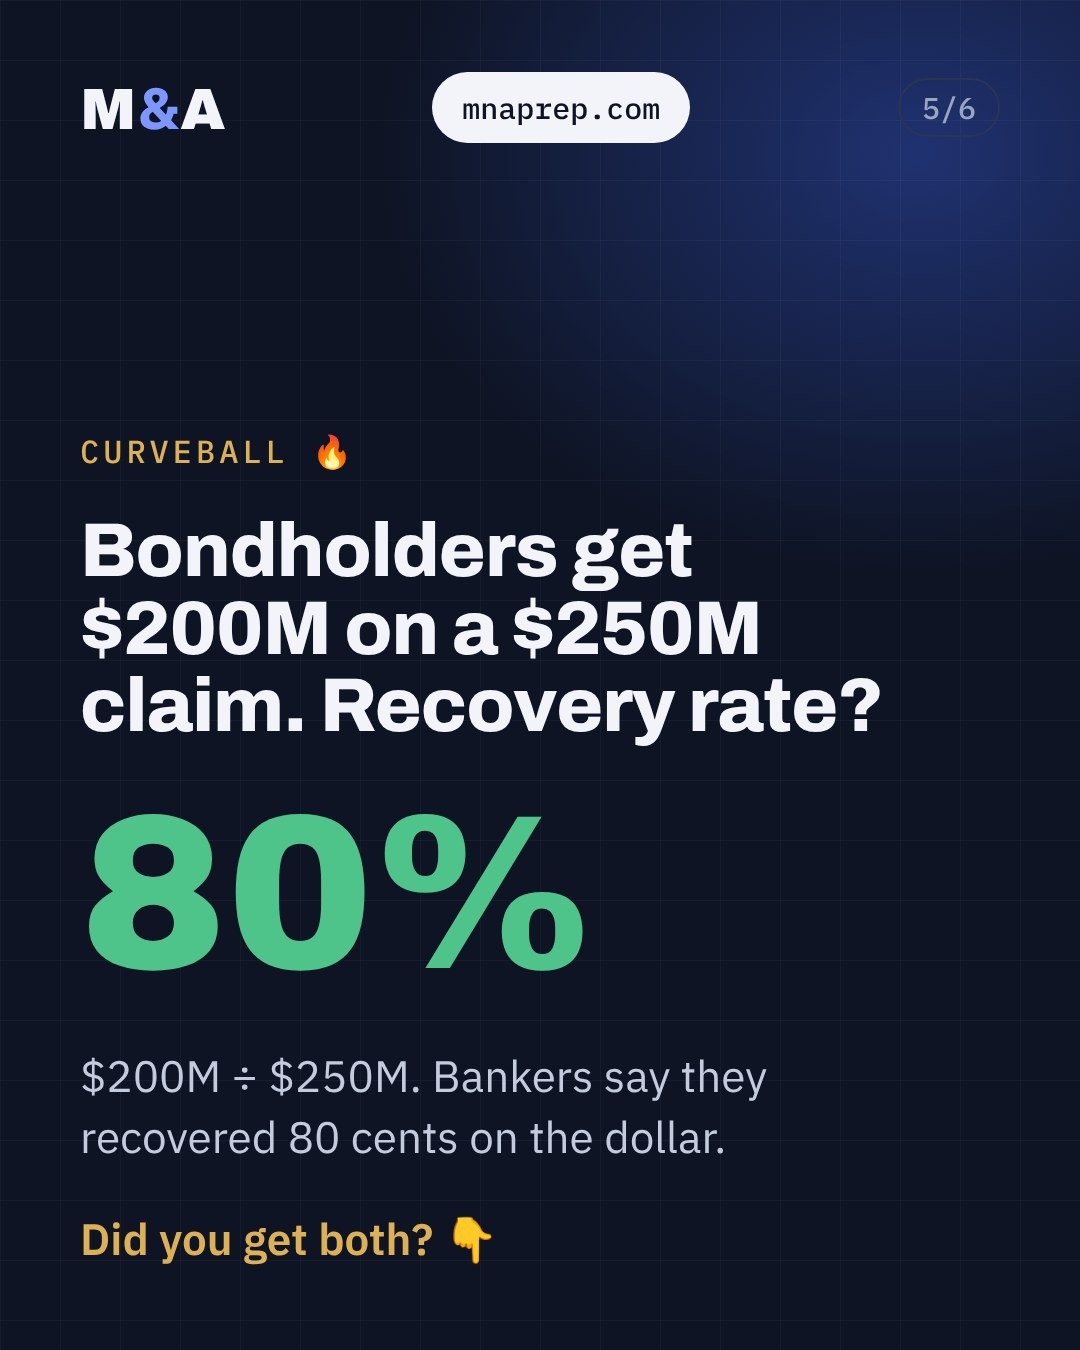 M&A
mnaprep.com
5/6
CURVEBALL 🔥
Bondholders get
$200M on a $250M
claim. Recovery rate?
80%
$200M ÷ $250M. Bankers say they
recovered 80 cents on the dollar.
Did you get both? 👇